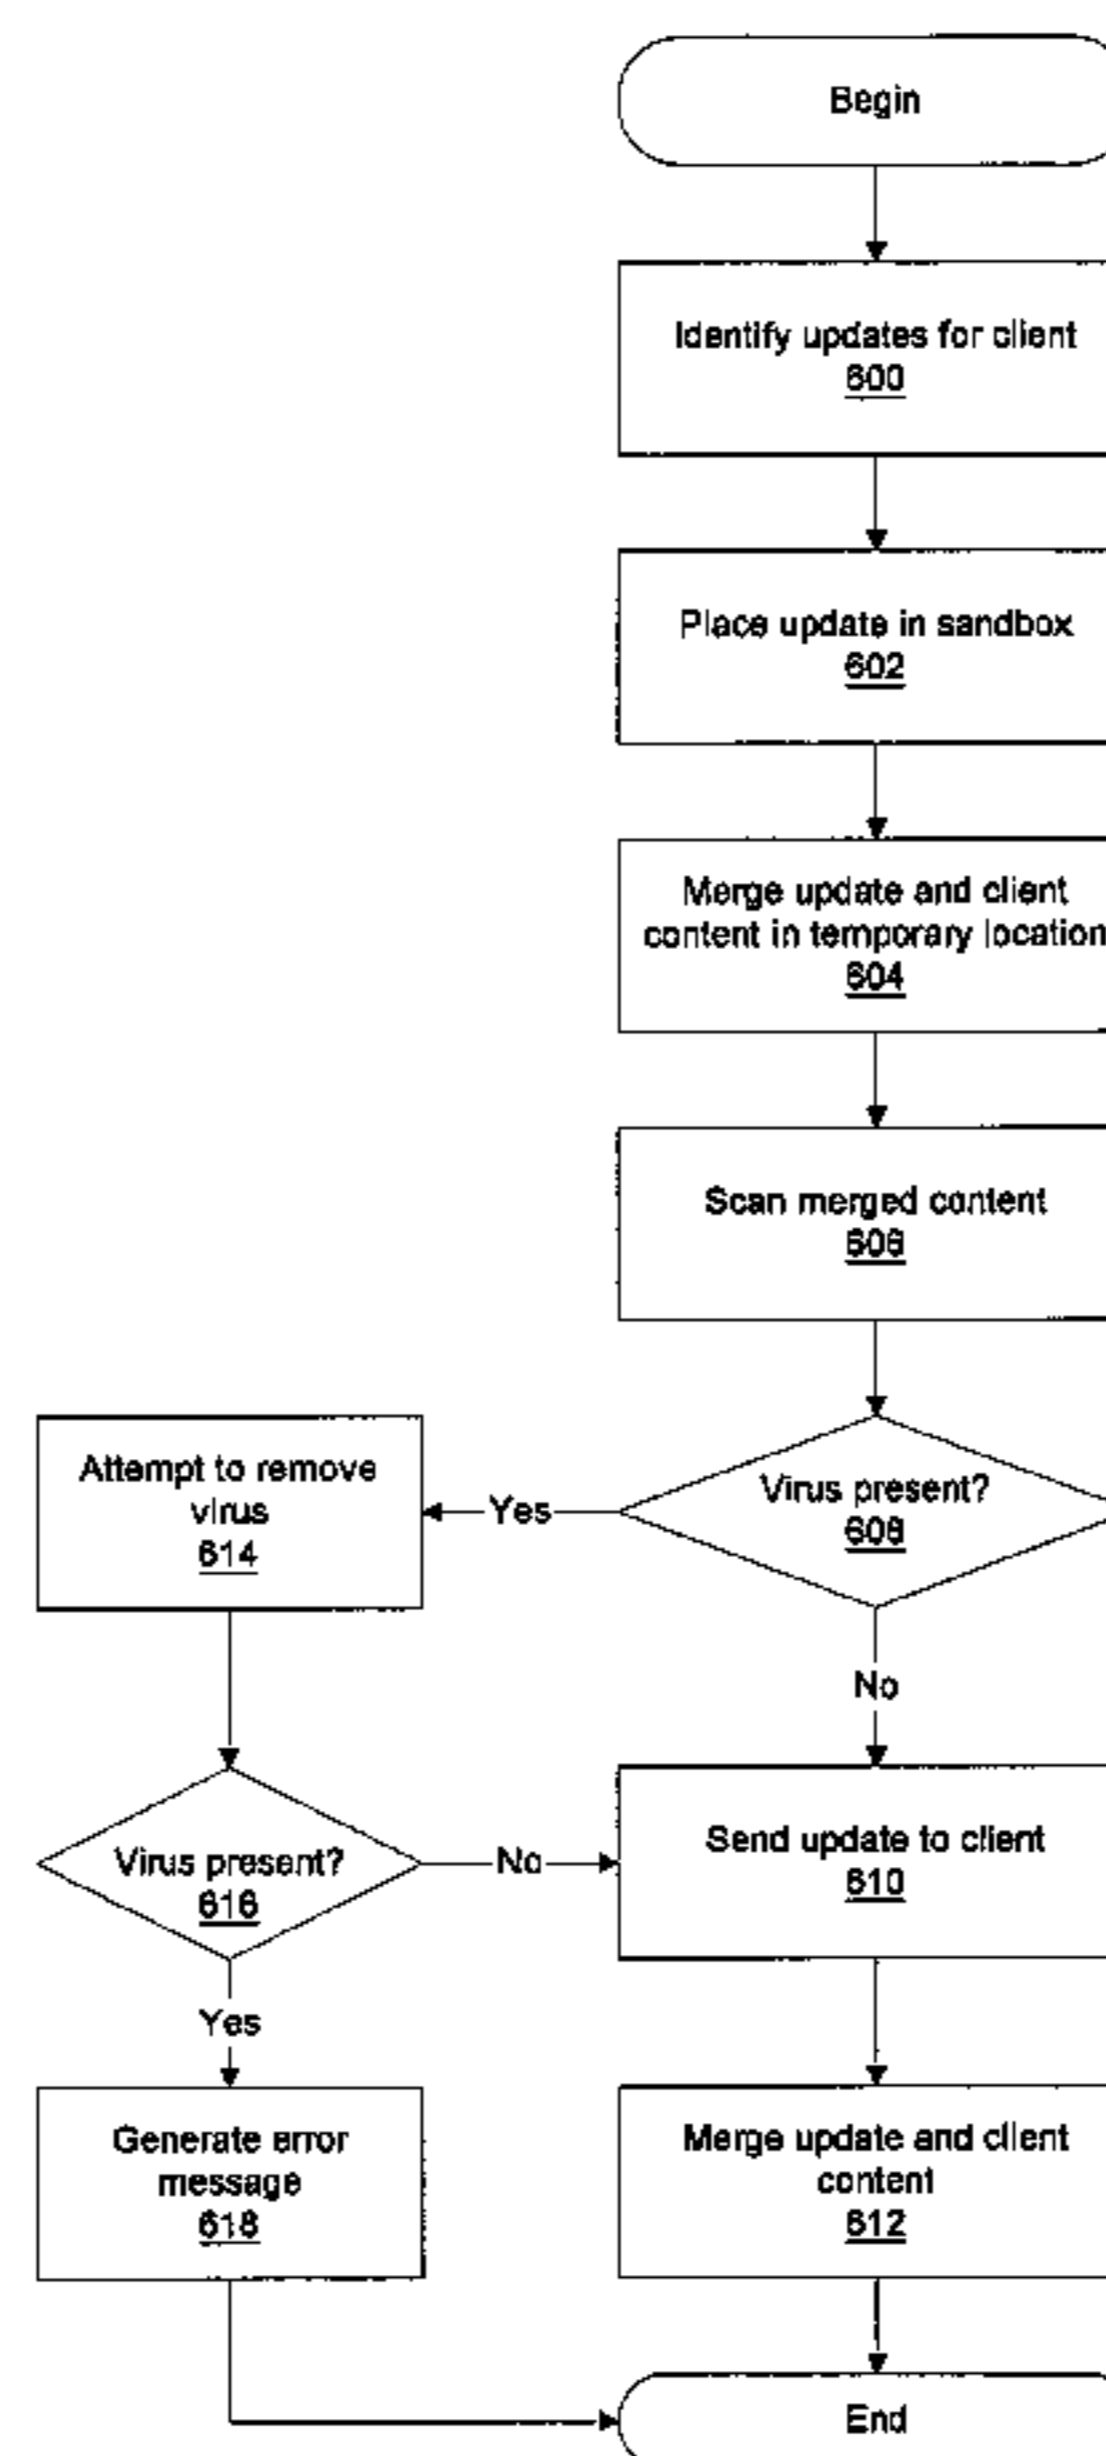 Begin
Identify updates for client
600
Place update in sandbox
602
Merge update and client
content in temporary location
604
Scan merged content
606
Virus present?
608
Yes
Attempt to remove
virus
614
No
Virus present?
616
No
Send update to client
610
Yes
Generate error
message
618
Merge update and client
content
612
End